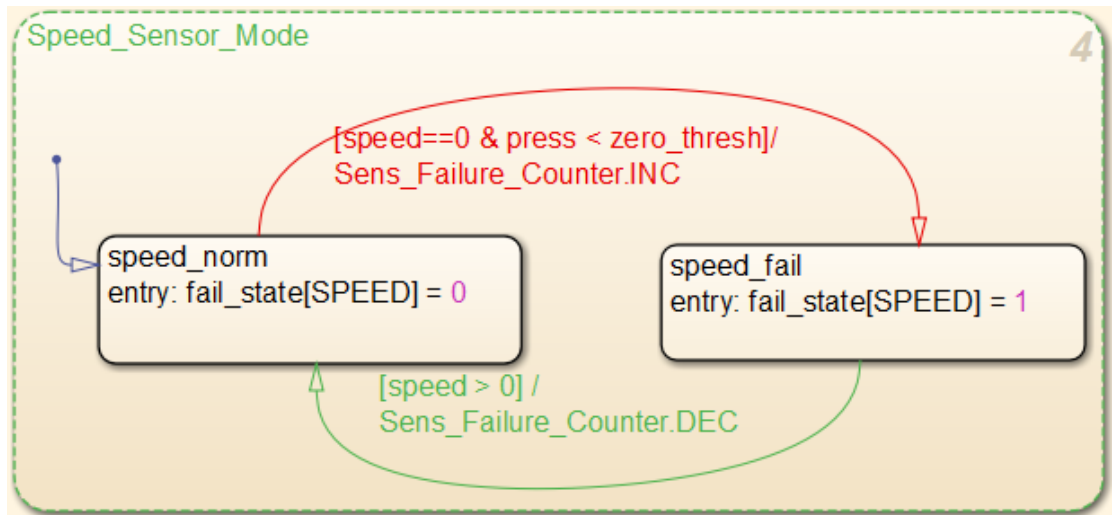 Speed_Sensor_Mode
4
[speed==0 & press < zero_thresh]/
Sens_Failure_Counter.INC
speed_norm
entry: fail_state[SPEED] = 0
speed_fail
entry: fail_state[SPEED] = 1
[speed > 0] /
Sens_Failure_Counter.DEC